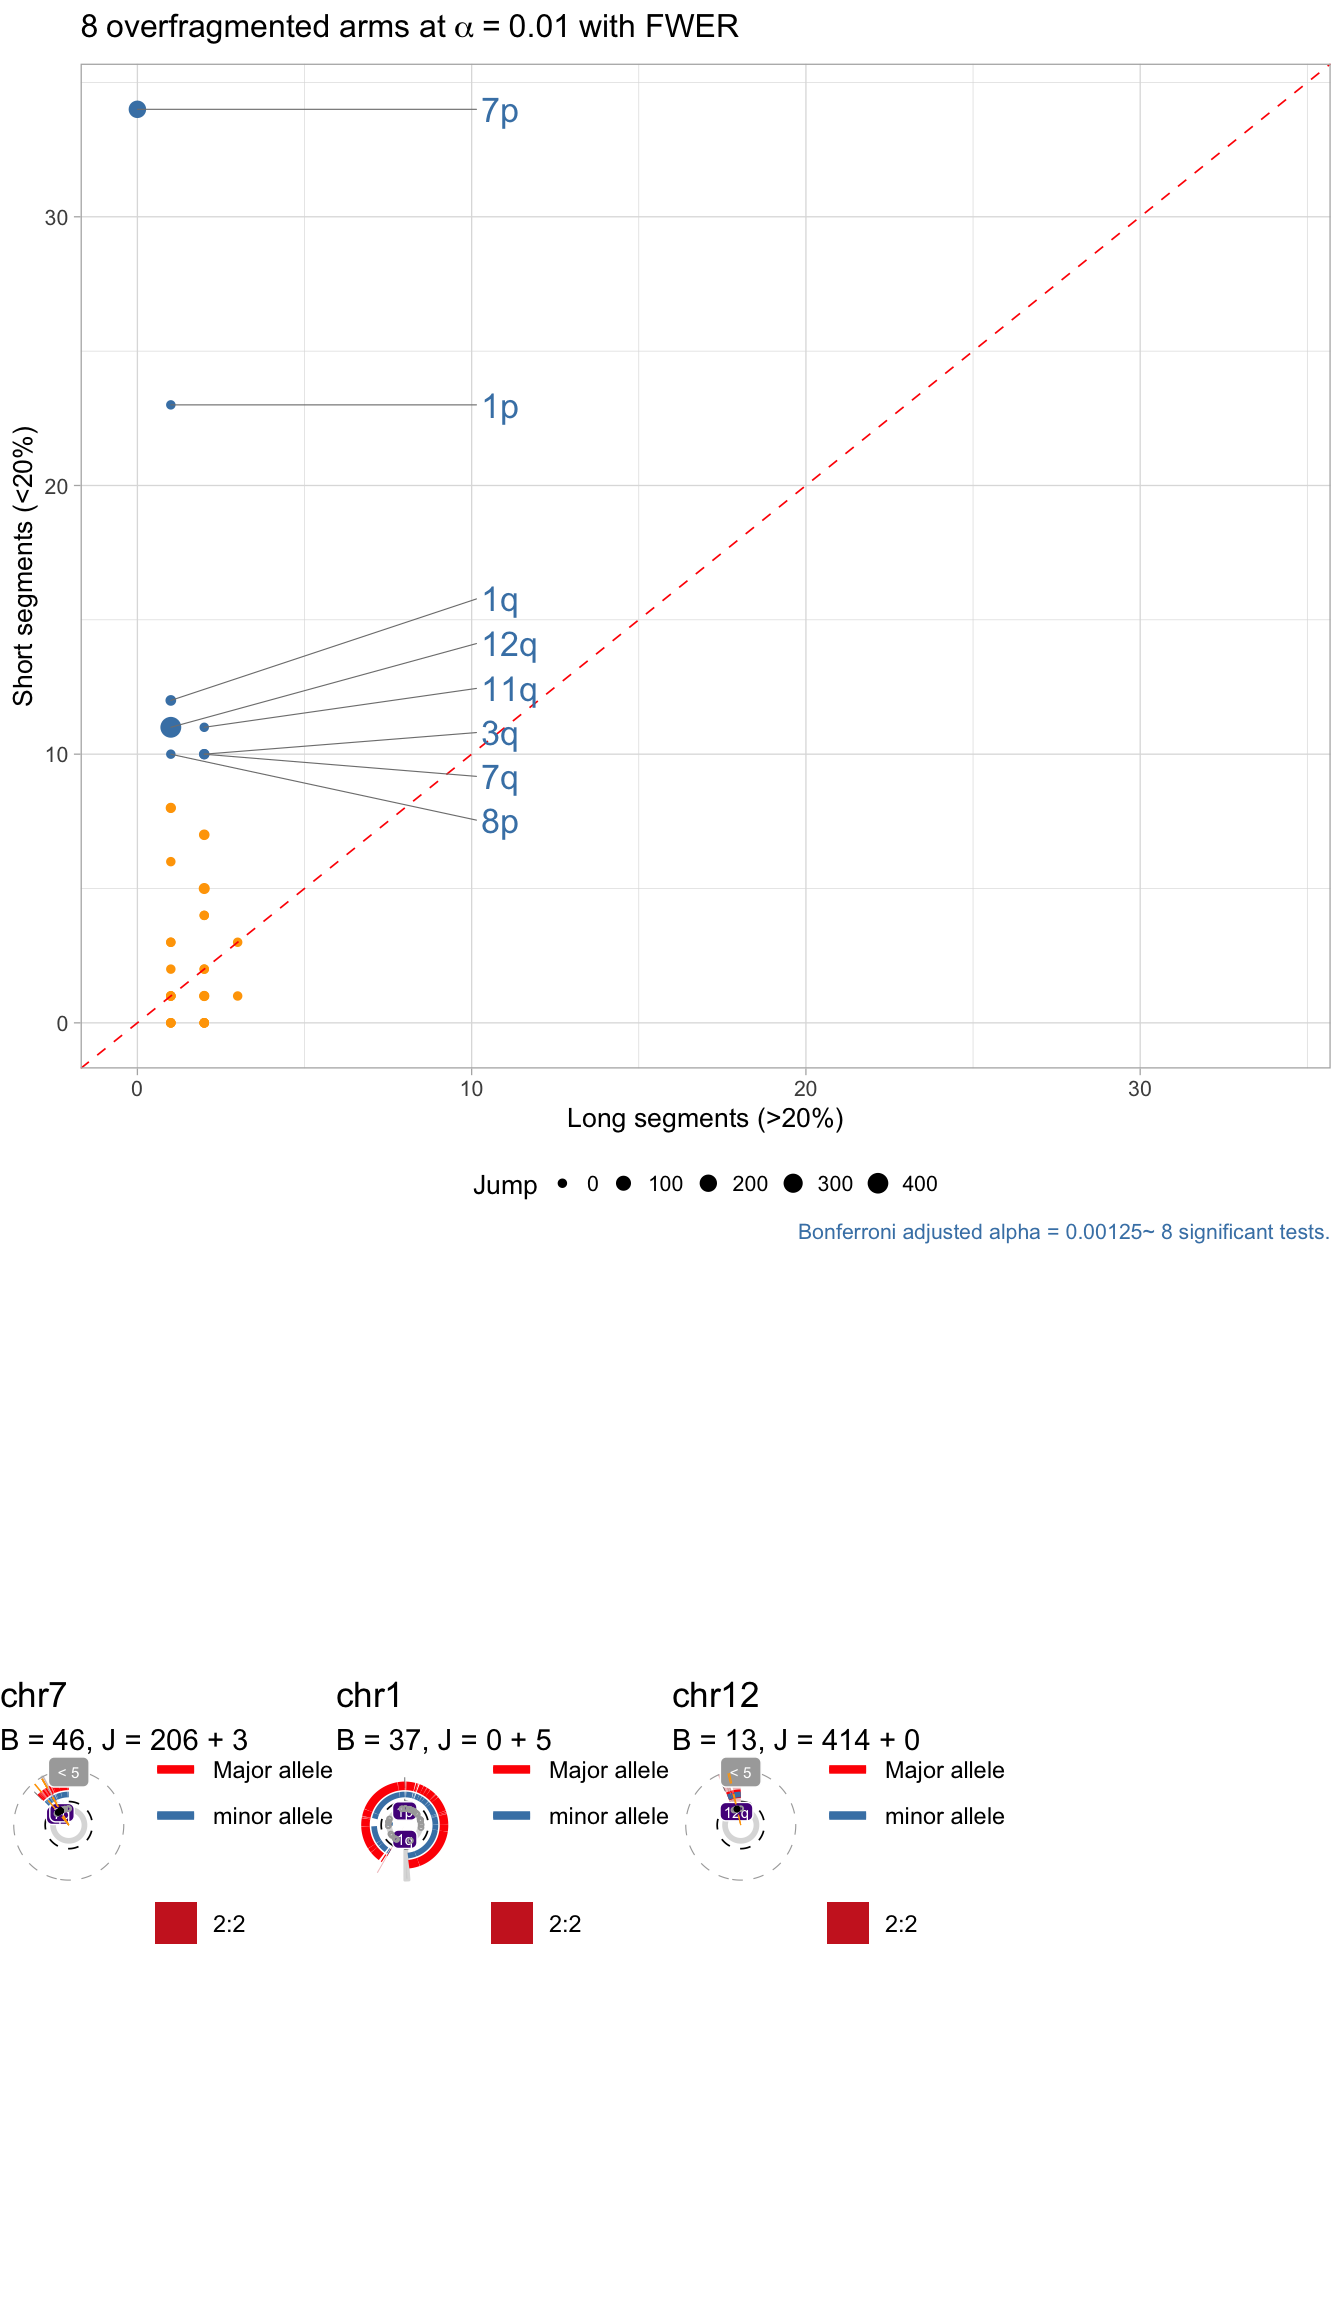 8 overfragmented arms at α = 0.01 with FWER
7p
30
1p
20
1q
12q
11q
3q
10
7q
8p
0
Short segments (<20%)
0 10 20 30
Long segments (>20%)
Jump 0 100 200 300 400
Bonferroni adjusted alpha = 0.00125~ 8 significant tests.
chr7 chr1 chr12
B = 46, J = 206 + 3 B = 37, J = 0 + 5 B = 13, J = 414 + 0
< 5 Major allele Major allele < 5 Major allele
minor allele 1q minor allele 12q minor allele
2:2 2:2 2:2